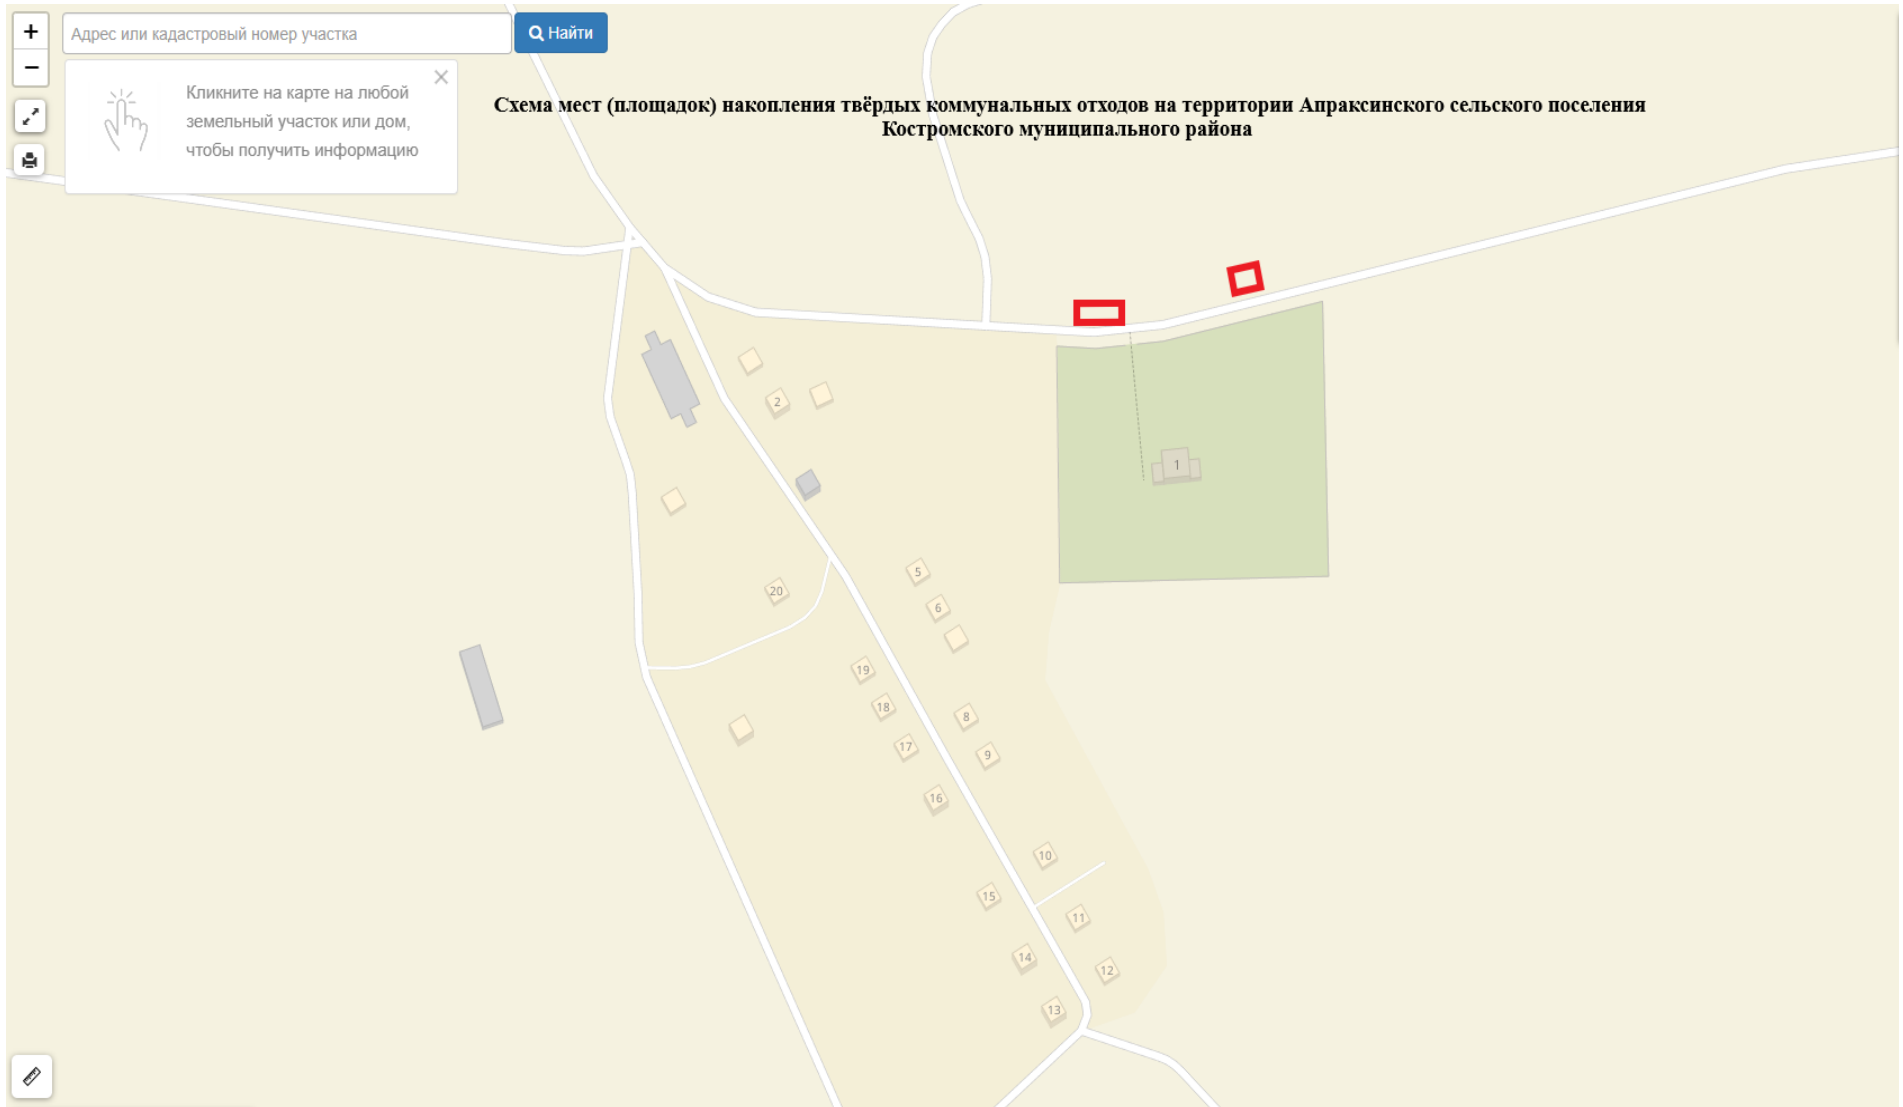 +
Адрес или кадастровый номер участка
Найти
−
Кликните на карте на любой
земельный участок или дом,
чтобы получить информацию
Схема мест (площадок) накопления твёрдых коммунальных отходов на территории Апраксинского сельского поселения
Костромского муниципального района
2
1
5
20
6
19
18
8
17
9
16
10
15
11
14
12
13